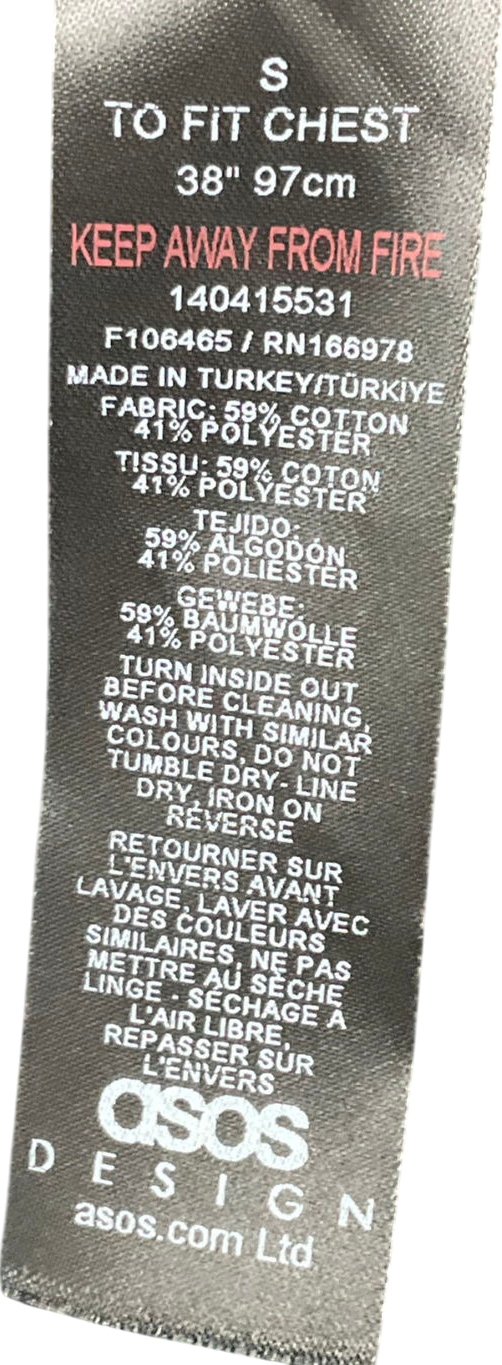 S
TO FIT CHEST
38" 97cm
KEEP AWAY FROM FIRE
140415531
F106465 / RN166978
MADE IN TURKEY/TÜRKİYE
FABRIC: 59% COTTON
41% POLYESTER
TISSU: 59% COTON
41% POLYESTER
TEJIDO:
59% ALGODÓN
41% POLIÉSTER
GEWEBE:
59% BAUMWOLLE
41% POLYESTER
TURN INSIDE OUT
BEFORE CLEANING,
WASH WITH SIMILAR
COLOURS, DO NOT
TUMBLE DRY- LINE
DRY, IRON ON
REVERSE
RETOURNER SUR
L'ENVERS AVANT
LAVAGE, LAVER AVEC
DES COULEURS
SIMILAIRES, NE PAS
METTRE AU SÈCHE
LINGE - SÉCHAGE À
L'AIR LIBRE,
REPASSER SUR
L'ENVERS
asos
DESIGN
asos.com Ltd